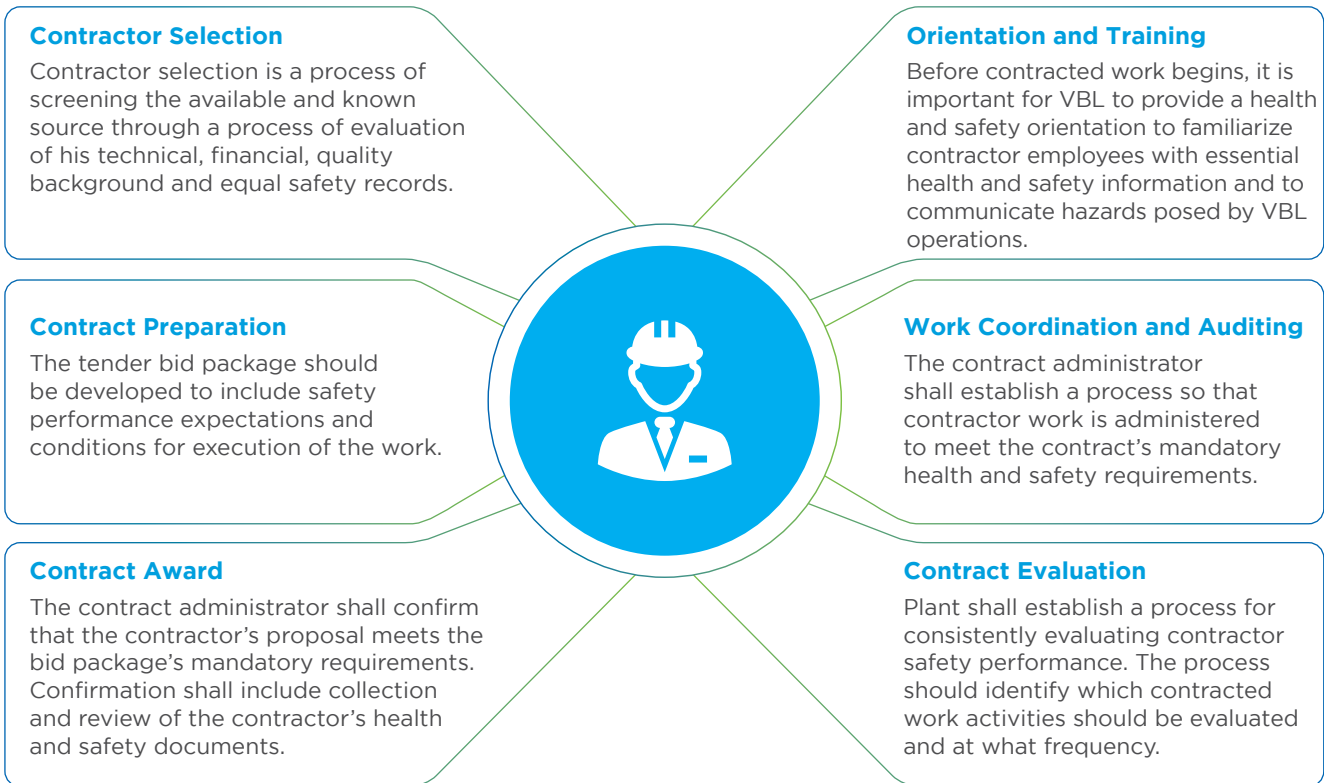 Contractor Selection
Contractor selection is a process of
screening the available and known
source through a process of evaluation
of his technical, financial, quality
background and equal safety records.
Contract Preparation
The tender bid package should
be developed to include safety
performance expectations and
conditions for execution of the work.
Contract Award
The contract administrator shall confirm
that the contractor's proposal meets the
bid package's mandatory requirements.
Confirmation shall include collection
and review of the contractor's health
and safety documents.
Orientation and Training
Before contracted work begins, it is
important for VBL to provide a health
and safety orientation to familiarize
contractor employees with essential
health and safety information and to
communicate hazards posed by VBL
operations.
Work Coordination and Auditing
The contract administrator
shall establish a process so that
contractor work is administered
to meet the contract's mandatory
health and safety requirements.
Contract Evaluation
Plant shall establish a process for
consistently evaluating contractor
safety performance. The process
should identify which contracted
work activities should be evaluated
and at what frequency.